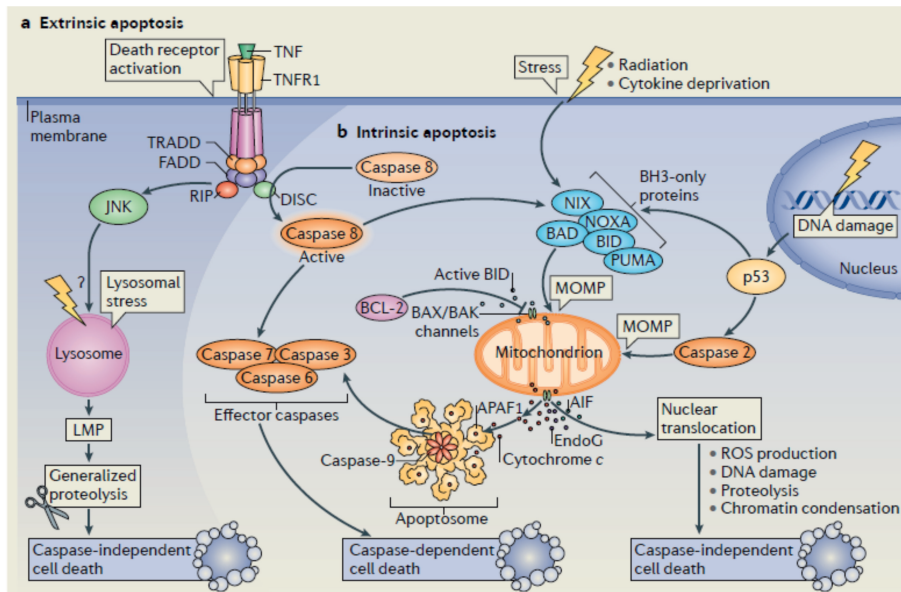 a Extrinsic apoptosis
Death receptor
activation
TNF
TNFR1
Stress
• Radiation
• Cytokine deprivation
Plasma
membrane
TRADD
FADD
RIP
DISC
b Intrinsic apoptosis
Caspase 8
Inactive
Caspase 8
Active
JNK
?
Lysosomal
stress
Lysosome
LMP
Generalized
proteolysis
Caspase-independent
cell death
NIX
NOXA
BAD
BID
PUMA
BH3-only
proteins
DNA damage
Nucleus
p53
Active BID
MOMP
BCL-2
BAX/BAK
channels
MOMP
Mitochondrion
Caspase 2
Caspase 7
Caspase 3
Caspase 6
Effector caspases
APAF1
AIF
EndoG
Cytochrome c
Caspase-9
Apoptosome
Nuclear
translocation
• ROS production
• DNA damage
• Proteolysis
• Chromatin condensation
Caspase-dependent
cell death
Caspase-independent
cell death